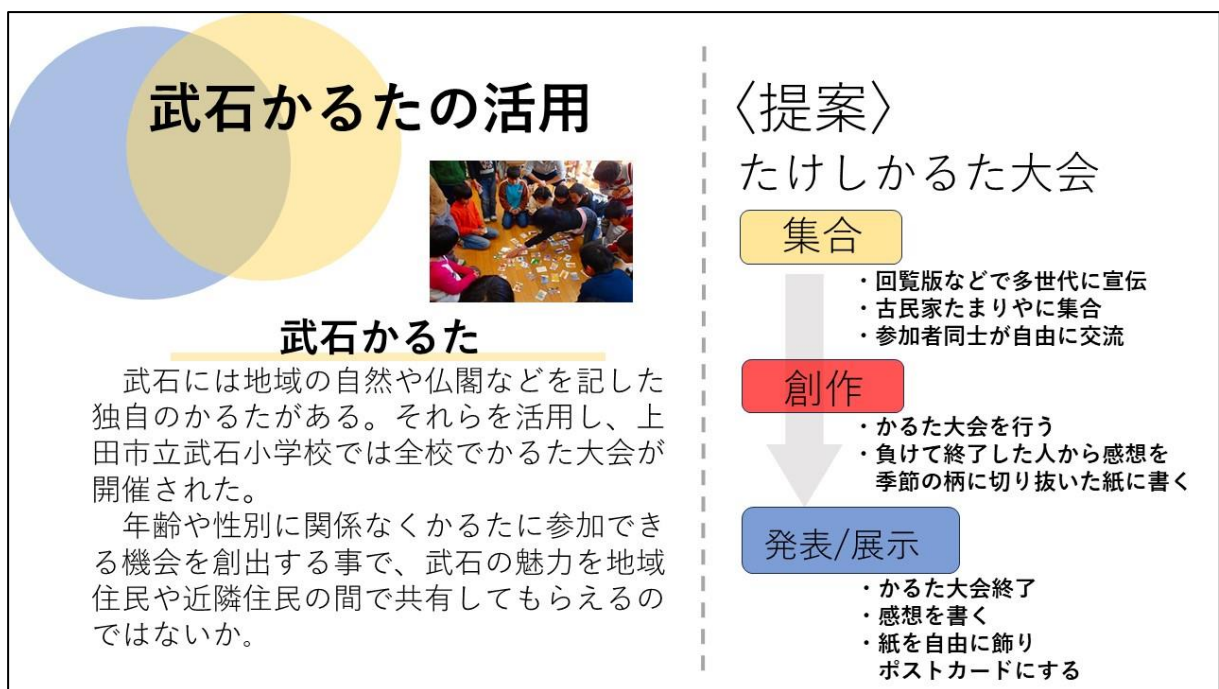 武石かるたの活用
武石かるた
武石には地域の自然や仏閣などを記した
独自のかるたがある。それらを活用し、上
田市立武石小学校では全校でかるた大会が
開催された。
年齢や性別に関係なくかるたに参加でき
る機会を創出する事で、武石の魅力を地域
住民や近隣住民の間で共有してもらえるの
ではないか。
〈提案〉
たけしかるた大会
集合
・回覧版などで多世代に宣伝
・古民家たまりやに集合
・参加者同士が自由に交流
創作
・かるた大会を行う
・負けて終了した人から感想を
季節の柄に切り抜いた紙に書く
発表/展示
・かるた大会終了
・感想を書く
・紙を自由に飾り
ポストカードにする